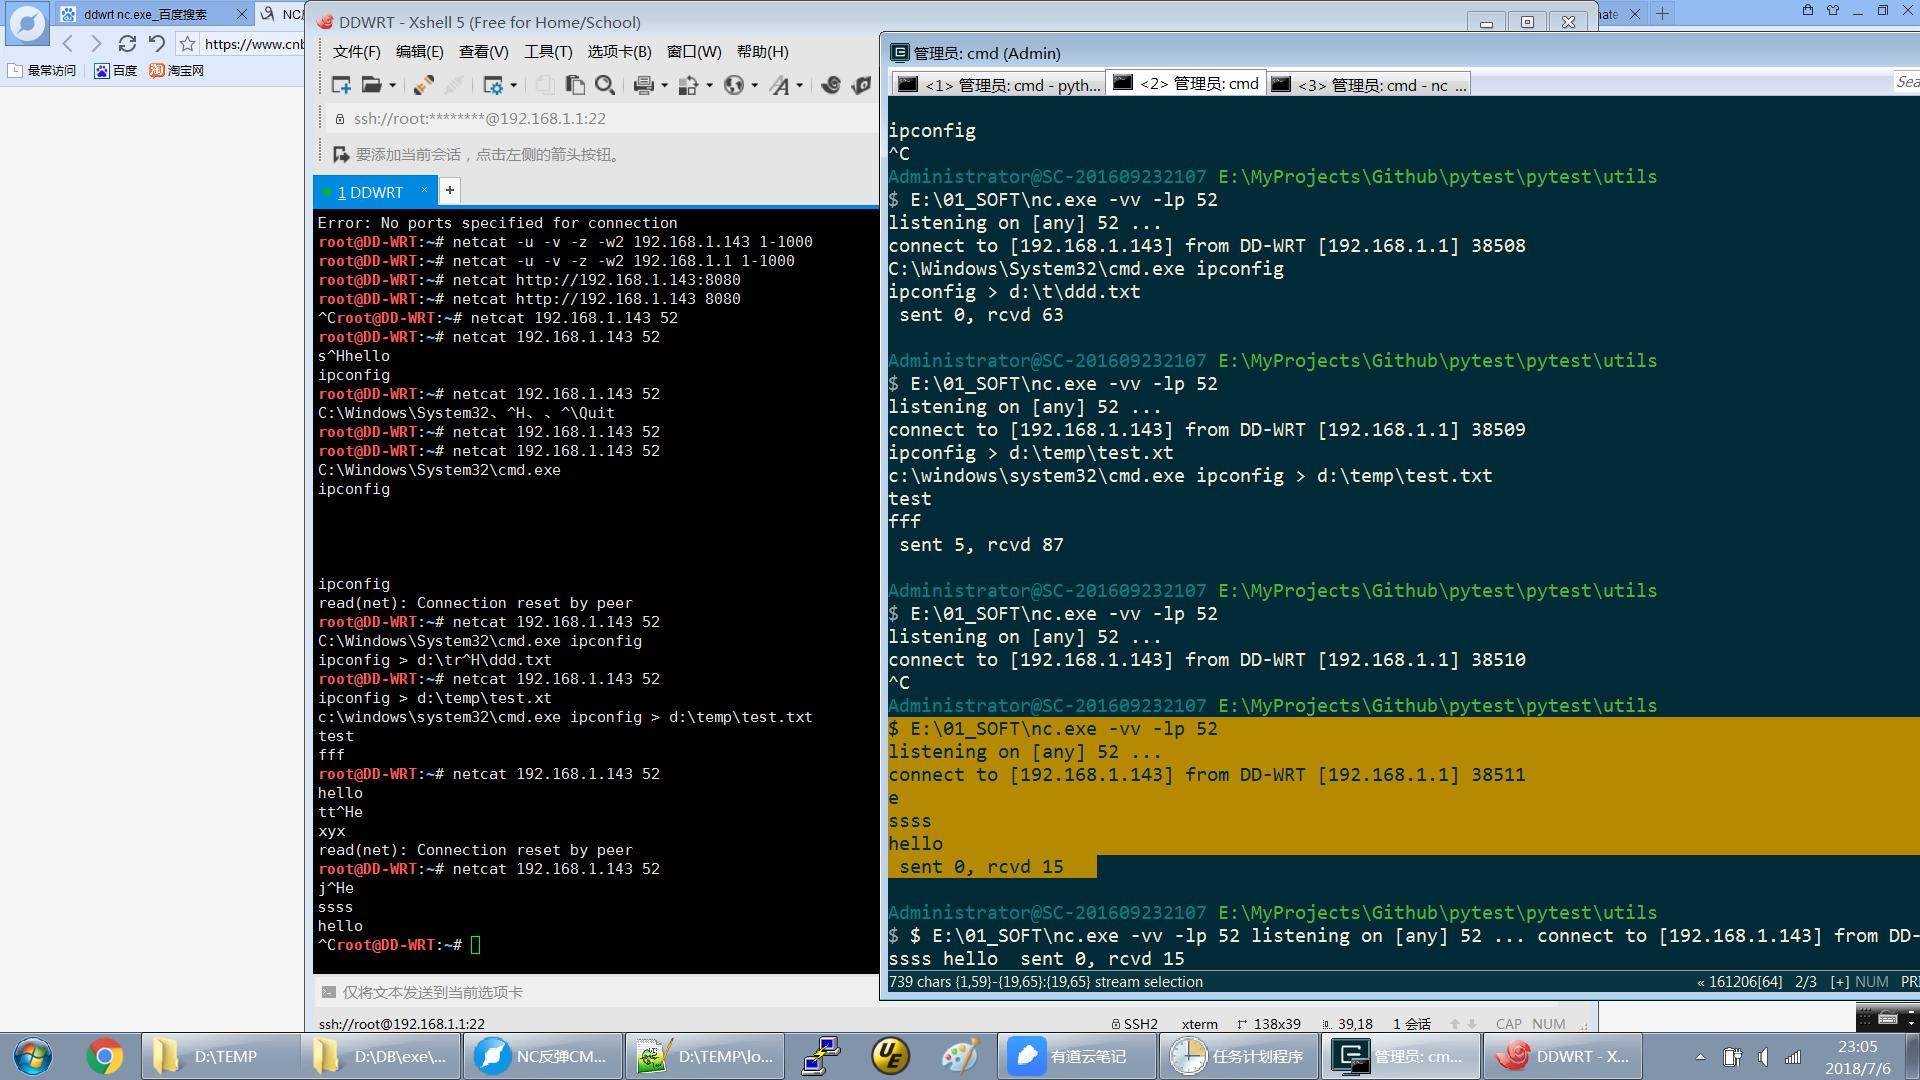 ddwrt nc.exe_百度搜索
NC
https://www.cnb
最常访问
百度
淘宝网
DDWRT - Xshell 5 (Free for Home/School)
文件(F) 编辑(E) 查看(V) 工具(T) 选项卡(B) 窗口(W) 帮助(H)
ssh://root:********@192.168.1.1:22
要添加当前会话，点击左侧的箭头按钮。
1 DDWRT
Error: No ports specified for connection
root@DD-WRT:~# netcat -u -v -z -w2 192.168.1.143 1-1000
root@DD-WRT:~# netcat -u -v -z -w2 192.168.1.1 1-1000
root@DD-WRT:~# netcat http://192.168.1.143:8080
root@DD-WRT:~# netcat http://192.168.1.143 8080
^Croot@DD-WRT:~# netcat 192.168.1.143 52
root@DD-WRT:~# netcat 192.168.1.143 52
s^Hhello
ipconfig
root@DD-WRT:~# netcat 192.168.1.143 52
C:\Windows\System32、^H、、^\Quit
root@DD-WRT:~# netcat 192.168.1.143 52
root@DD-WRT:~# netcat 192.168.1.143 52
C:\Windows\System32\cmd.exe
ipconfig
ipconfig
read(net): Connection reset by peer
root@DD-WRT:~# netcat 192.168.1.143 52
C:\Windows\System32\cmd.exe ipconfig
ipconfig > d:\tr^H\ddd.txt
root@DD-WRT:~# netcat 192.168.1.143 52
ipconfig > d:\temp\test.xt
c:\windows\system32\cmd.exe ipconfig > d:\temp\test.txt
test
fff
root@DD-WRT:~# netcat 192.168.1.143 52
hello
tt^He
xyx
read(net): Connection reset by peer
root@DD-WRT:~# netcat 192.168.1.143 52
j^He
ssss
hello
^Croot@DD-WRT:~#
仅将文本发送到当前选项卡
ssh://root@192.168.1.1:22
SSH2 xterm 138x39 39,18 1 会话 CAP NUM
管理员: cmd (Admin)
<1> 管理员: cmd - pyth... <2> 管理员: cmd <3> 管理员: cmd - nc ...
Sea
ipconfig
^C
Administrator@SC-201609232107 E:\MyProjects\Github\pytest\pytest\utils
$ E:\01_SOFT\nc.exe -vv -lp 52
listening on [any] 52 ...
connect to [192.168.1.143] from DD-WRT [192.168.1.1] 38508
C:\Windows\System32\cmd.exe ipconfig
ipconfig > d:\t\ddd.txt
sent 0, rcvd 63
Administrator@SC-201609232107 E:\MyProjects\Github\pytest\pytest\utils
$ E:\01_SOFT\nc.exe -vv -lp 52
listening on [any] 52 ...
connect to [192.168.1.143] from DD-WRT [192.168.1.1] 38509
ipconfig > d:\temp\test.xt
c:\windows\system32\cmd.exe ipconfig > d:\temp\test.txt
test
fff
sent 5, rcvd 87
Administrator@SC-201609232107 E:\MyProjects\Github\pytest\pytest\utils
$ E:\01_SOFT\nc.exe -vv -lp 52
listening on [any] 52 ...
connect to [192.168.1.143] from DD-WRT [192.168.1.1] 38510
^C
Administrator@SC-201609232107 E:\MyProjects\Github\pytest\pytest\utils
$ E:\01_SOFT\nc.exe -vv -lp 52
listening on [any] 52 ...
connect to [192.168.1.143] from DD-WRT [192.168.1.1] 38511
e
ssss
hello
sent 0, rcvd 15
Administrator@SC-201609232107 E:\MyProjects\Github\pytest\pytest\utils
$ $ E:\01_SOFT\nc.exe -vv -lp 52 listening on [any] 52 ... connect to [192.168.1.143] from DD-
ssss hello  sent 0, rcvd 15
739 chars {1,59}-{19,65}:{19,65} stream selection
« 161206[64] 2/3 [+] NUM PRI
D:\TEMP
D:\DB\exe\...
NC反弹CM...
D:\TEMP\lo...
有道云笔记
任务计划程序
管理员: cm...
DDWRT - X...
23:05
2018/7/6